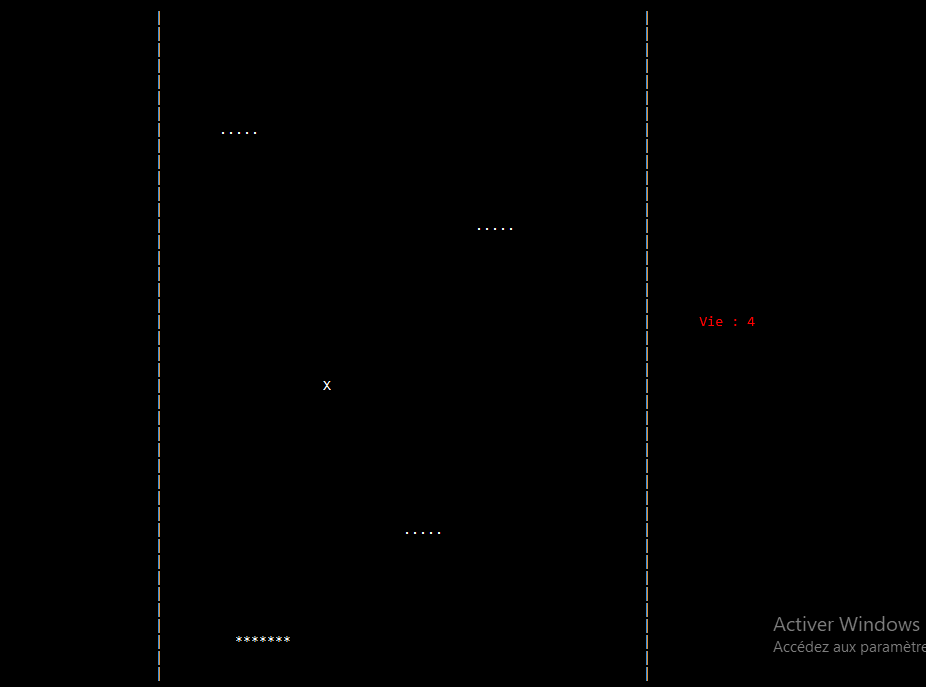 .....
.....
Vie : 4
X
.....
Activer Windows
*******
Accédez aux paramètre